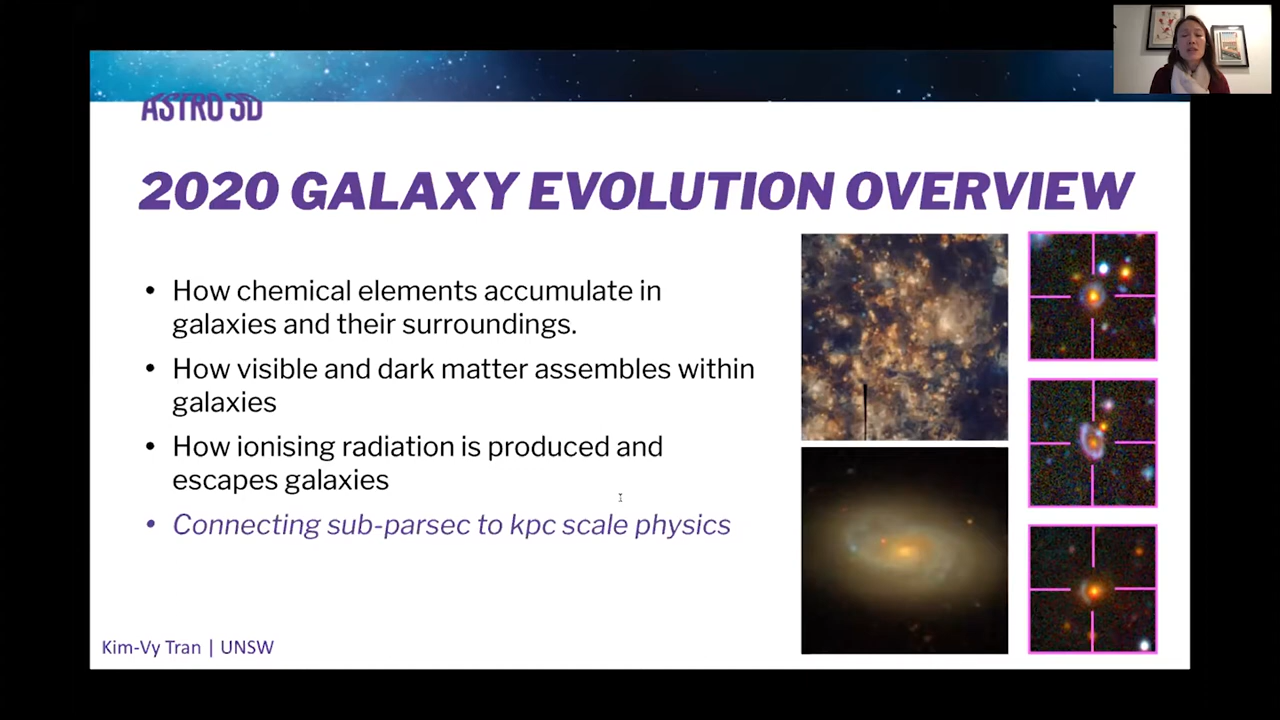 ASTRO 3D
2020 GALAXY EVOLUTION OVERVIEW
• How chemical elements accumulate in
galaxies and their surroundings.
• How visible and dark matter assembles within
galaxies
• How ionising radiation is produced and
escapes galaxies
• Connecting sub-parsec to kpc scale physics
Kim-Vy Tran | UNSW